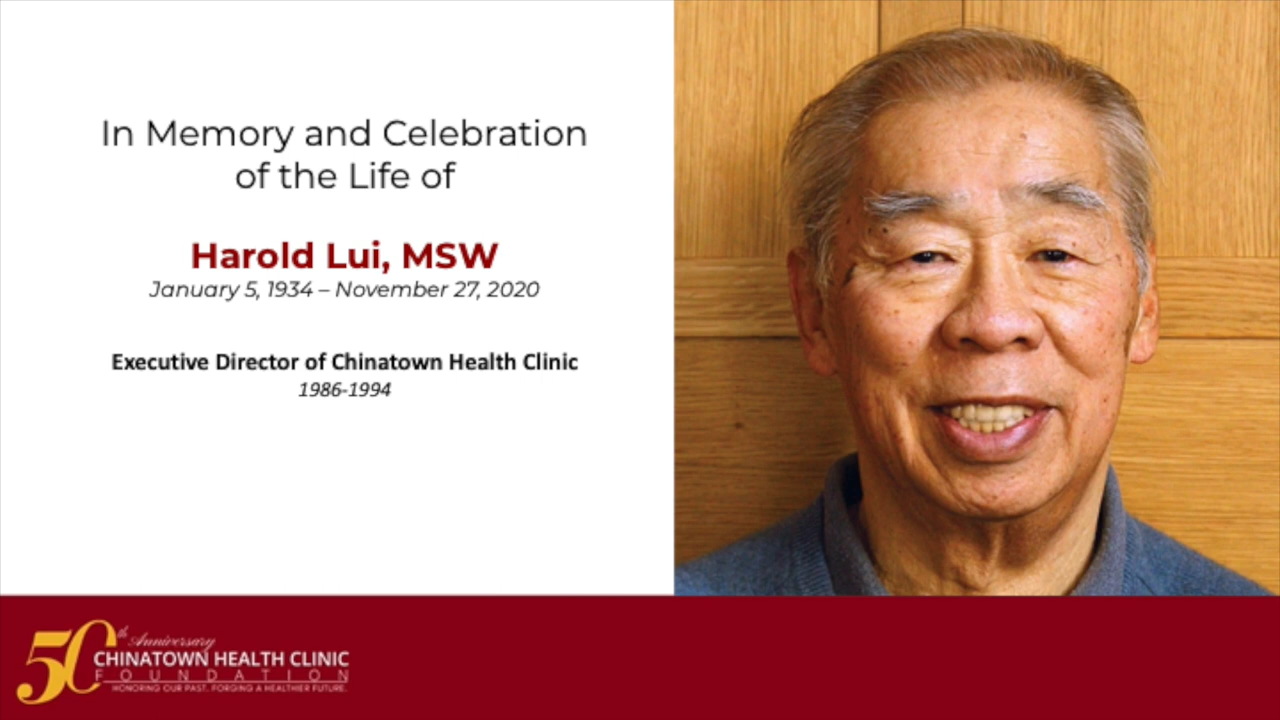 In Memory and Celebration
of the Life of
Harold Lui, MSW
January 5, 1934 – November 27, 2020
Executive Director of Chinatown Health Clinic
1986-1994
50th Anniversary
CHINATOWN HEALTH CLINIC
FOUNDATION
HONORING OUR PAST. FORGING A HEALTHIER FUTURE.